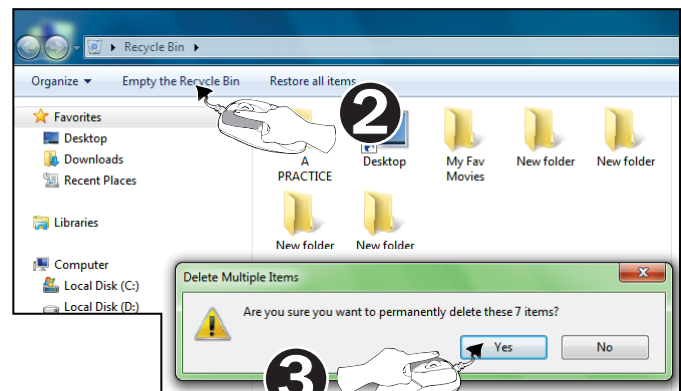 Recycle Bin
Organize Empty the Recycle Bin Restore all items
2
Favorites
Desktop
Downloads
Recent Places
Libraries
Computer
Local Disk (C:)
Local Disk (D:)
A PRACTICE
Desktop
My Fav Movies
New folder
New folder
New folder
New folder
Delete Multiple Items
Are you sure you want to permanently delete these 7 items?
Yes No
3